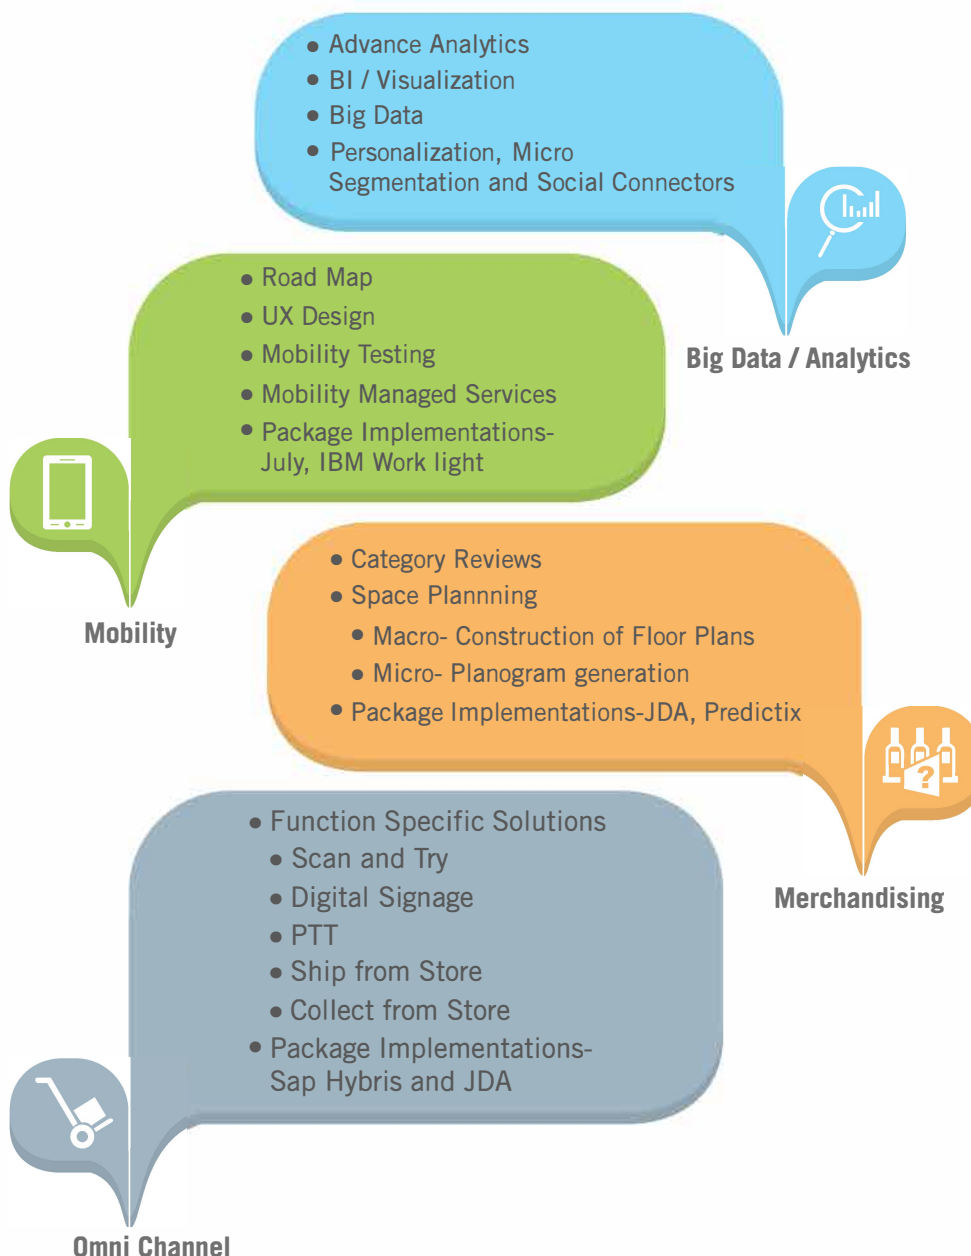 • Advance Analytics
• BI / Visualization
• Big Data
• Personalization, Micro
Segmentation and Social Connectors
Big Data / Analytics
• Road Map
• UX Design
• Mobility Testing
• Mobility Managed Services
• Package Implementations-
July, IBM Work light
Mobility
• Category Reviews
• Space Plannning
• Macro- Construction of Floor Plans
• Micro- Planogram generation
• Package Implementations-JDA, Predictix
?
Merchandising
• Function Specific Solutions
• Scan and Try
• Digital Signage
• PTT
• Ship from Store
• Collect from Store
• Package Implementations-
Sap Hybris and JDA
Omni Channel